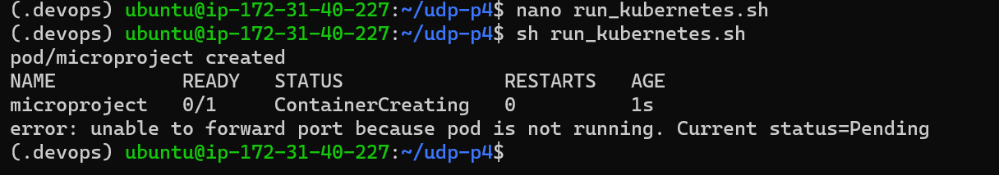 (.devops) ubuntu@ip-172-31-40-227:~/udp-p4$ nano run_kubernetes.sh
(.devops) ubuntu@ip-172-31-40-227:~/udp-p4$ sh run_kubernetes.sh
pod/microproject created
NAME           READY   STATUS              RESTARTS   AGE
microproject   0/1     ContainerCreating   0          1s
error: unable to forward port because pod is not running. Current status=Pending
(.devops) ubuntu@ip-172-31-40-227:~/udp-p4$